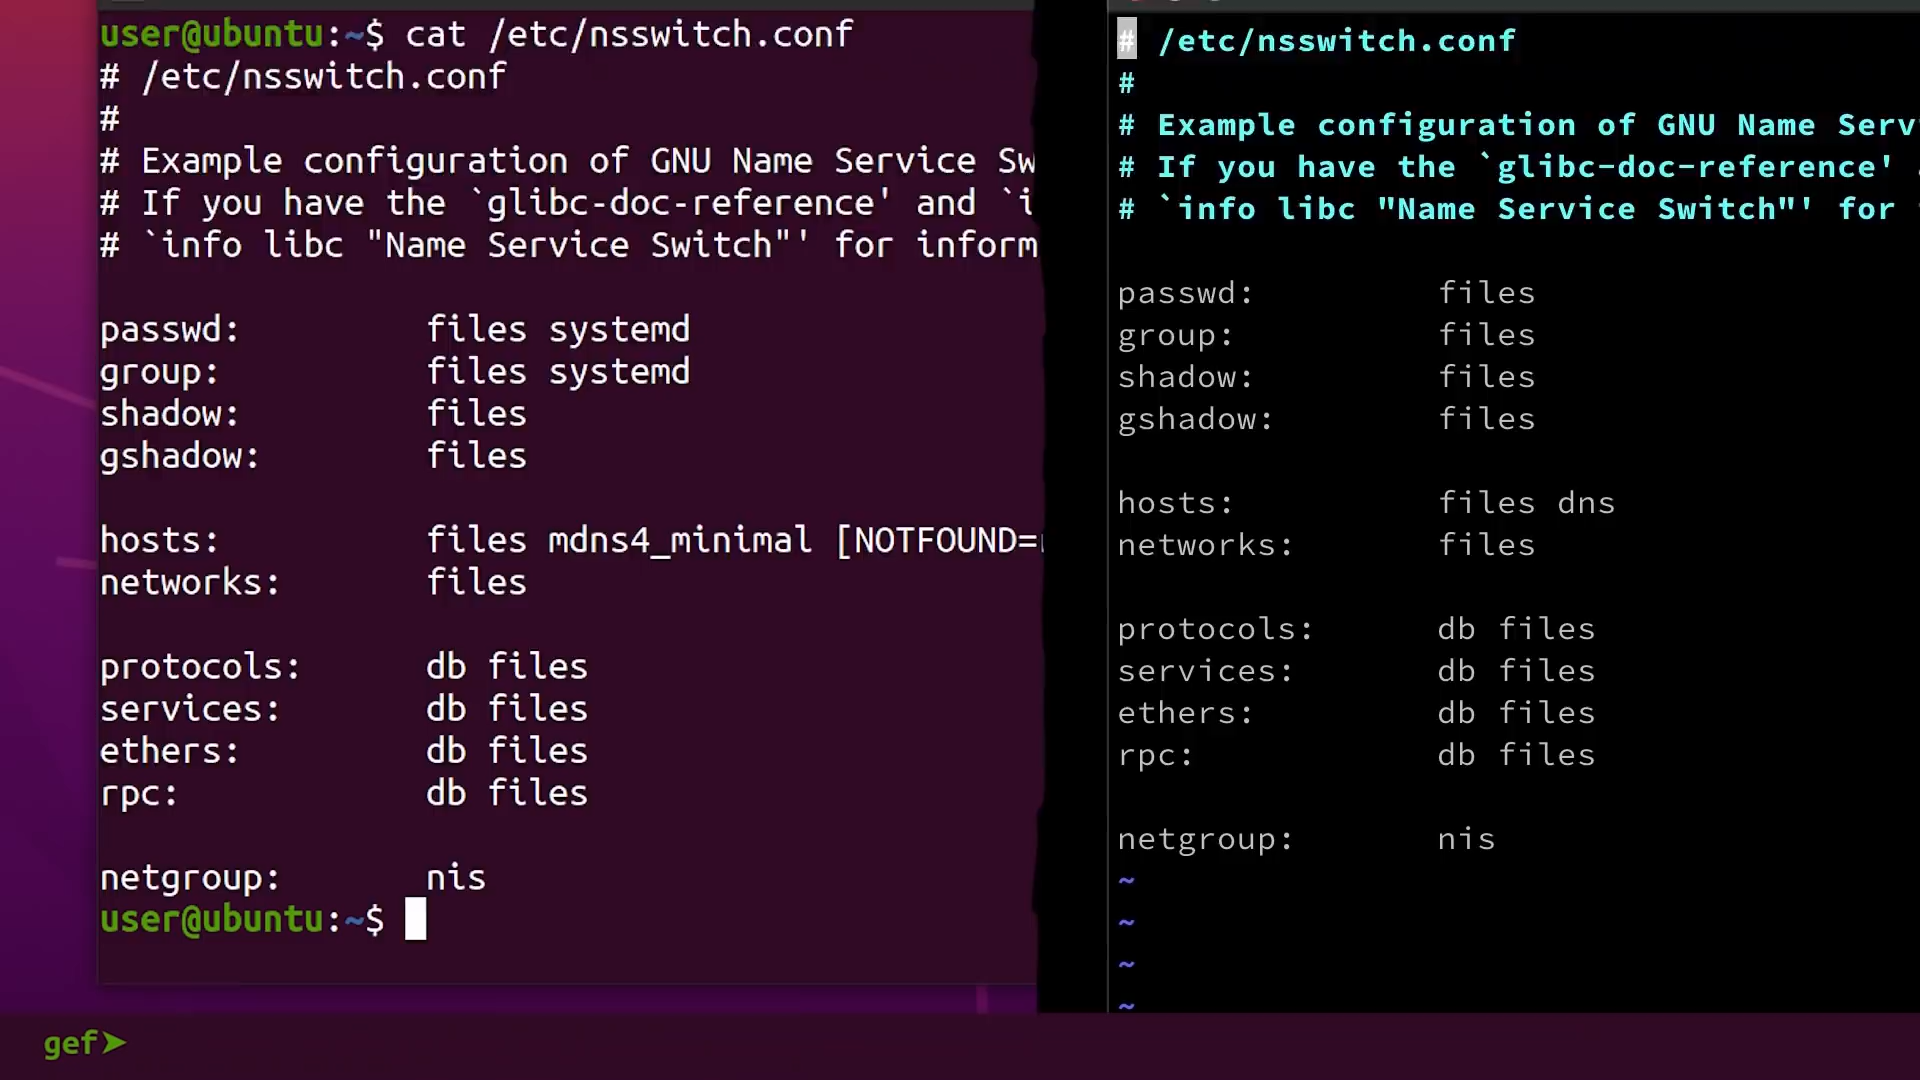 user@ubuntu:~$ cat /etc/nsswitch.conf
# /etc/nsswitch.conf
#
# Example configuration of GNU Name Service Sw
# If you have the `glibc-doc-reference' and `i
# `info libc "Name Service Switch"' for inform
passwd: files systemd
group: files systemd
shadow: files
gshadow: files
hosts: files mdns4_minimal [NOTFOUND=
networks: files
protocols: db files
services: db files
ethers: db files
rpc: db files
netgroup: nis
user@ubuntu:~$
# /etc/nsswitch.conf
#
# Example configuration of GNU Name Serv
# If you have the `glibc-doc-reference'
# `info libc "Name Service Switch"' for
passwd: files
group: files
shadow: files
gshadow: files
hosts: files dns
networks: files
protocols: db files
services: db files
ethers: db files
rpc: db files
netgroup: nis
~
~
~
~
gef➤